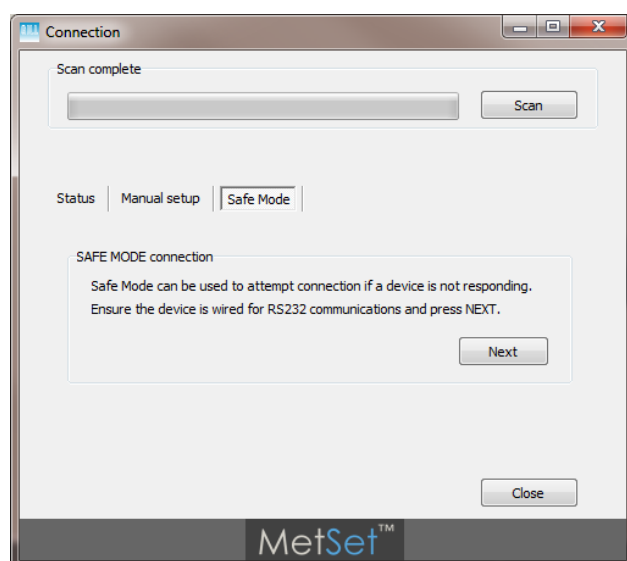 Connection
Scan complete
Scan
Status
Manual setup
Safe Mode
SAFE MODE connection
Safe Mode can be used to attempt connection if a device is not responding.
Ensure the device is wired for RS232 communications and press NEXT.
Next
Close
MetSet™